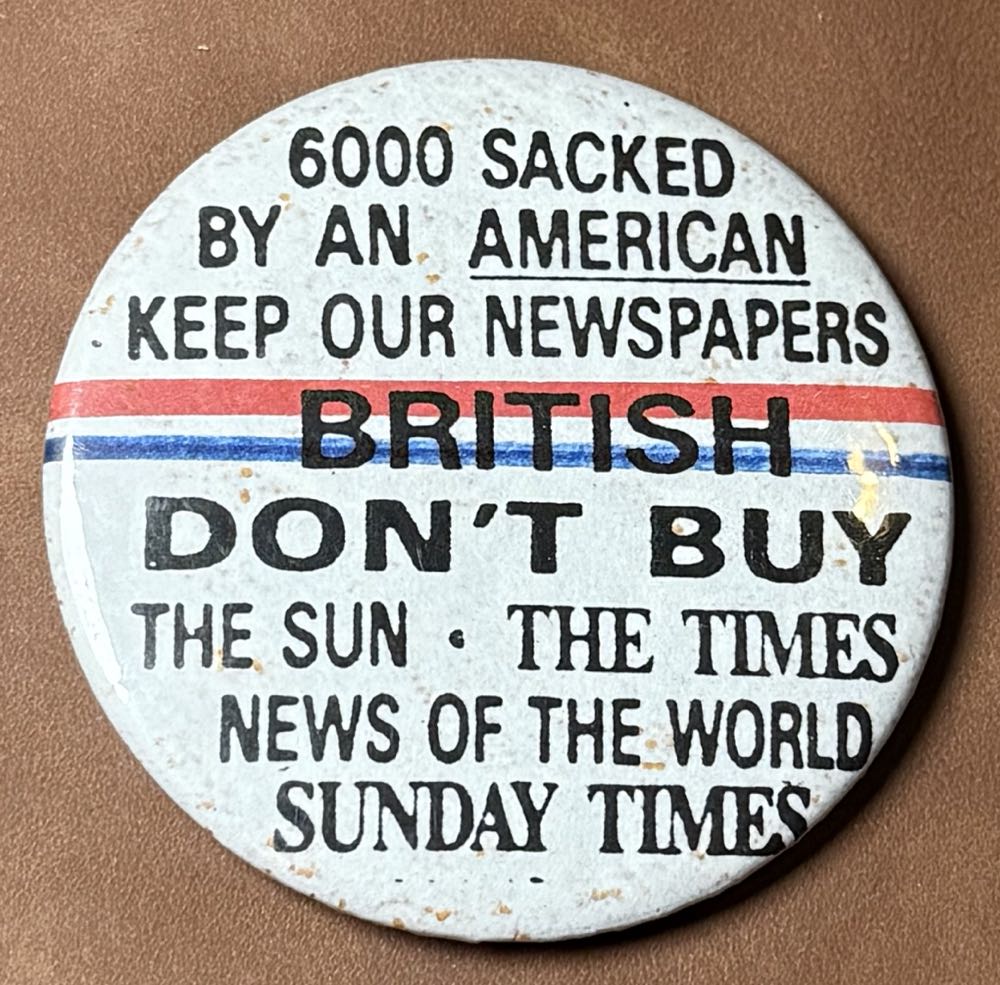 6000 SACKED
BY AN AMERICAN
KEEP OUR NEWSPAPERS
BRITISH
DON'T BUY
THE SUN · THE TIMES
NEWS OF THE WORLD
SUNDAY TIMES